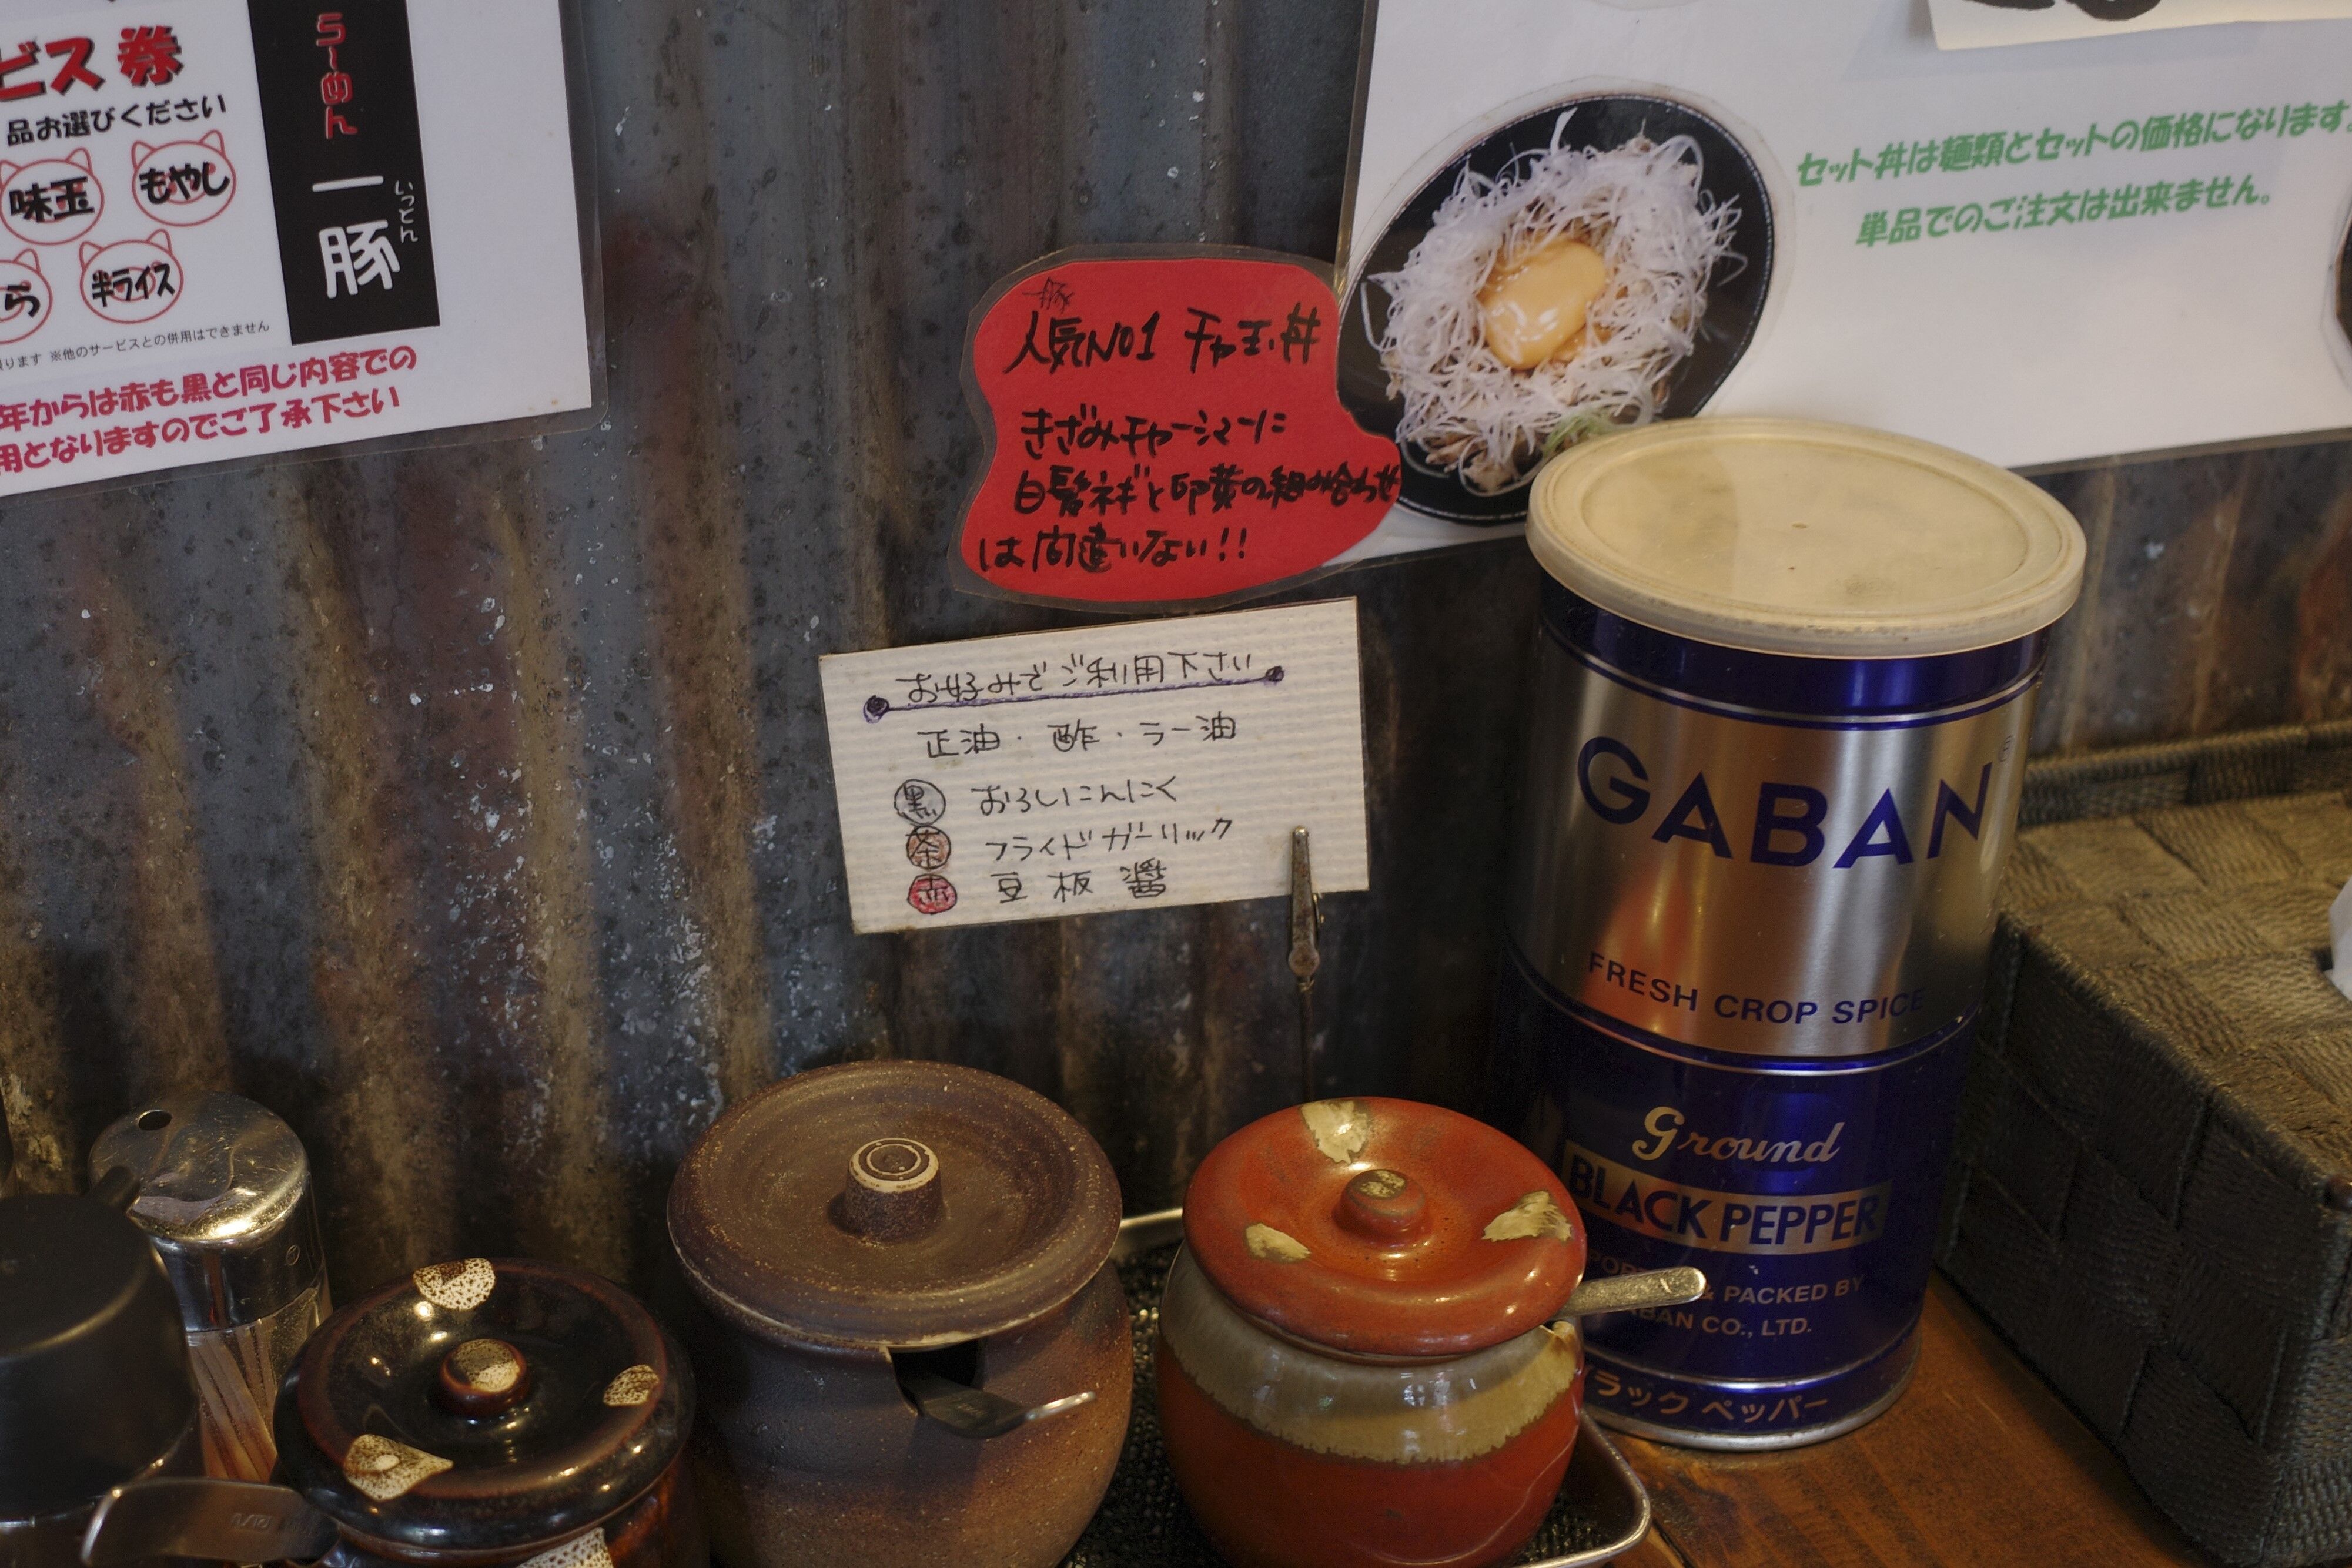 ビス券
品お選びください
味玉
もやし
ら
半ライス
ります ※他のサービスとの併用はできません
年からは赤も黒と同じ内容での
用となりますのでご了承下さい
らーめん
一豚
いっとん
人気NO1 チャ玉丼
きざみチャーシューに
白髪ネギと卵黄の組み合わせ
は間違いない!!
セット丼は麺類とセットの価格になります
単品でのご注文は出来ません。
お好みでご利用下さい
正油・酢・ラー油
黒 おろしにんにく
茶 フライドガーリック
赤 豆板醤
GABAN®
FRESH CROP SPICE
Ground
BLACK PEPPER
& PACKED BY
BAN CO., LTD.
ラック ペッパー